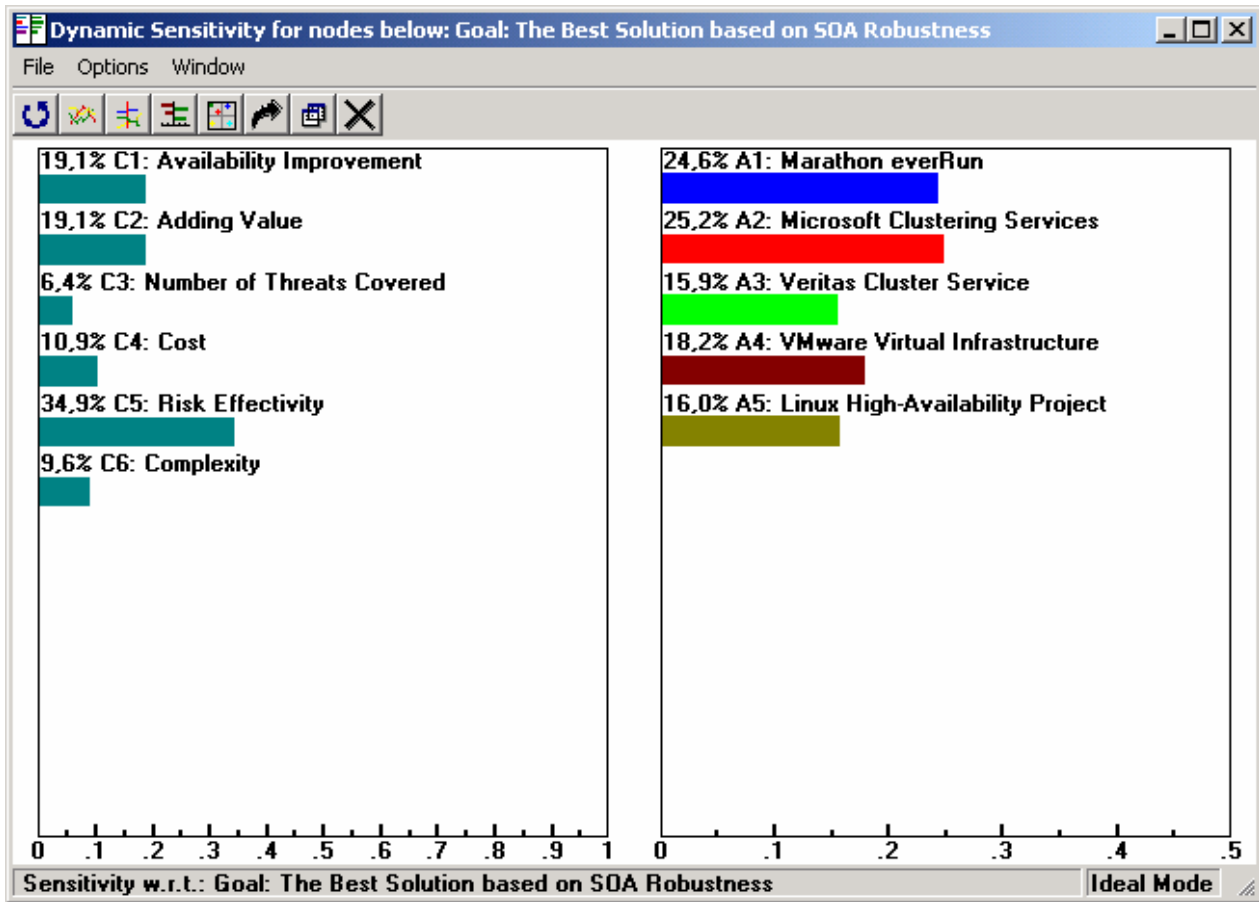 Dynamic Sensitivity for nodes below: Goal: The Best Solution based on SOA Robustness
File Options Window
19,1% C1: Availability Improvement
19,1% C2: Adding Value
6,4% C3: Number of Threats Covered
10,9% C4: Cost
34,9% C5: Risk Effectivity
9,6% C6: Complexity
0 .1 .2 .3 .4 .5 .6 .7 .8 .9 1
24,6% A1: Marathon everRun
25,2% A2: Microsoft Clustering Services
15,9% A3: Veritas Cluster Service
18,2% A4: VMware Virtual Infrastructure
16,0% A5: Linux High-Availability Project
0 .1 .2 .3 .4 .5
Sensitivity w.r.t.: Goal: The Best Solution based on SOA Robustness
Ideal Mode